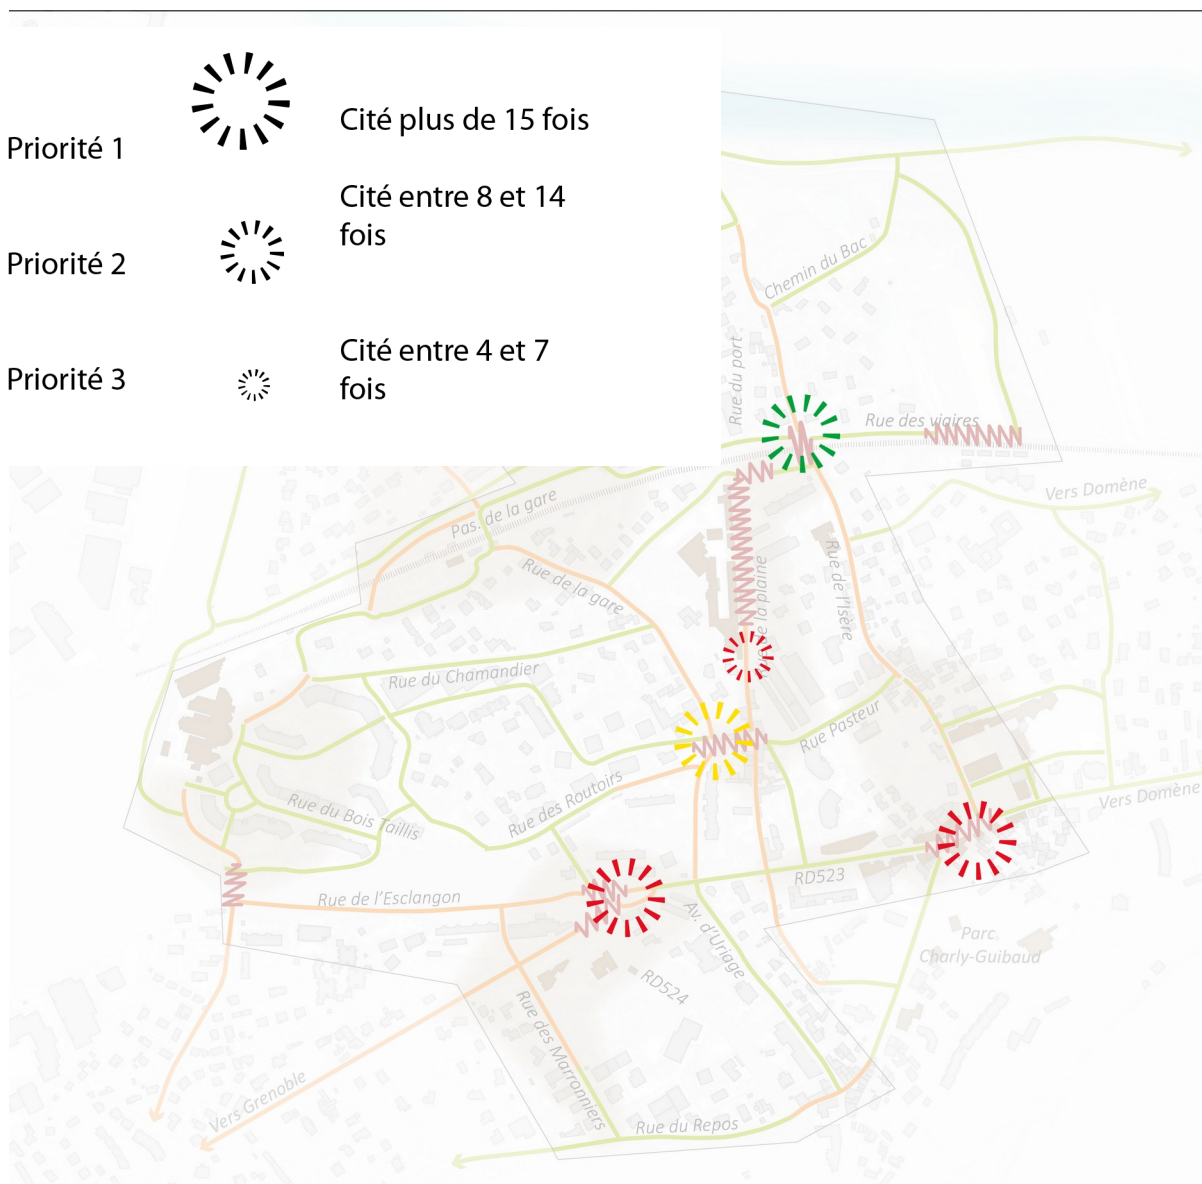 Priorité 1
Cité plus de 15 fois
Cité entre 8 et 14
fois
Priorité 2
Cité entre 4 et 7
fois
Priorité 3
Chemin du Bac
Rue du port
Rue des vigires
Vers Domène
Pas. de la gare
Rue de la gare
de la plaine
Rue de l'Isère
Rue du Chamandier
Rue Pasteur
Rue du Bois Taillis
Rue des Routoirs
Vers Domène
RD523
Rue de l'Esclangon
Av. d'Uriage
Parc
Charly-Guibaud
RD524
Rue des Marronniers
Vers Grenoble
Rue du Repos